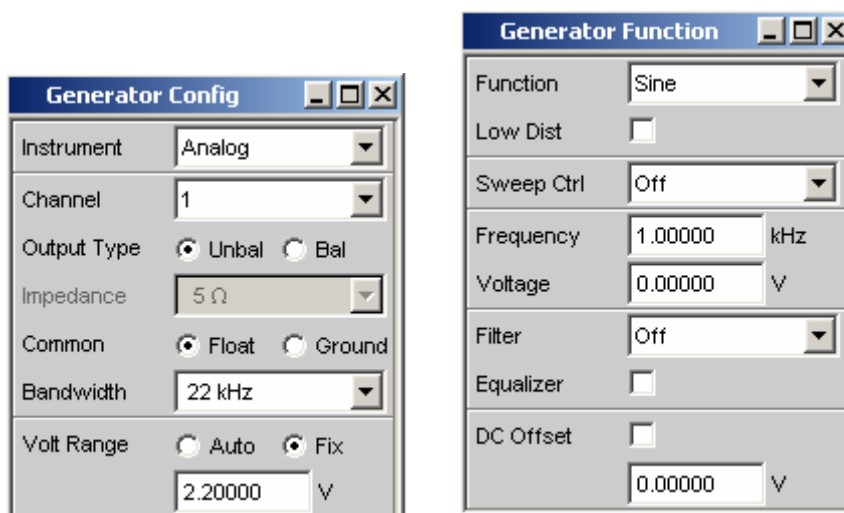 Generator Config
Instrument Analog
Channel 1
Output Type Unbal Bal
Impedance 5 Ω
Common Float Ground
Bandwidth 22 kHz
Volt Range Auto Fix
2.20000 V
Generator Function
Function Sine
Low Dist
Sweep Ctrl Off
Frequency 1.00000 kHz
Voltage 0.00000 V
Filter Off
Equalizer
DC Offset
0.00000 V